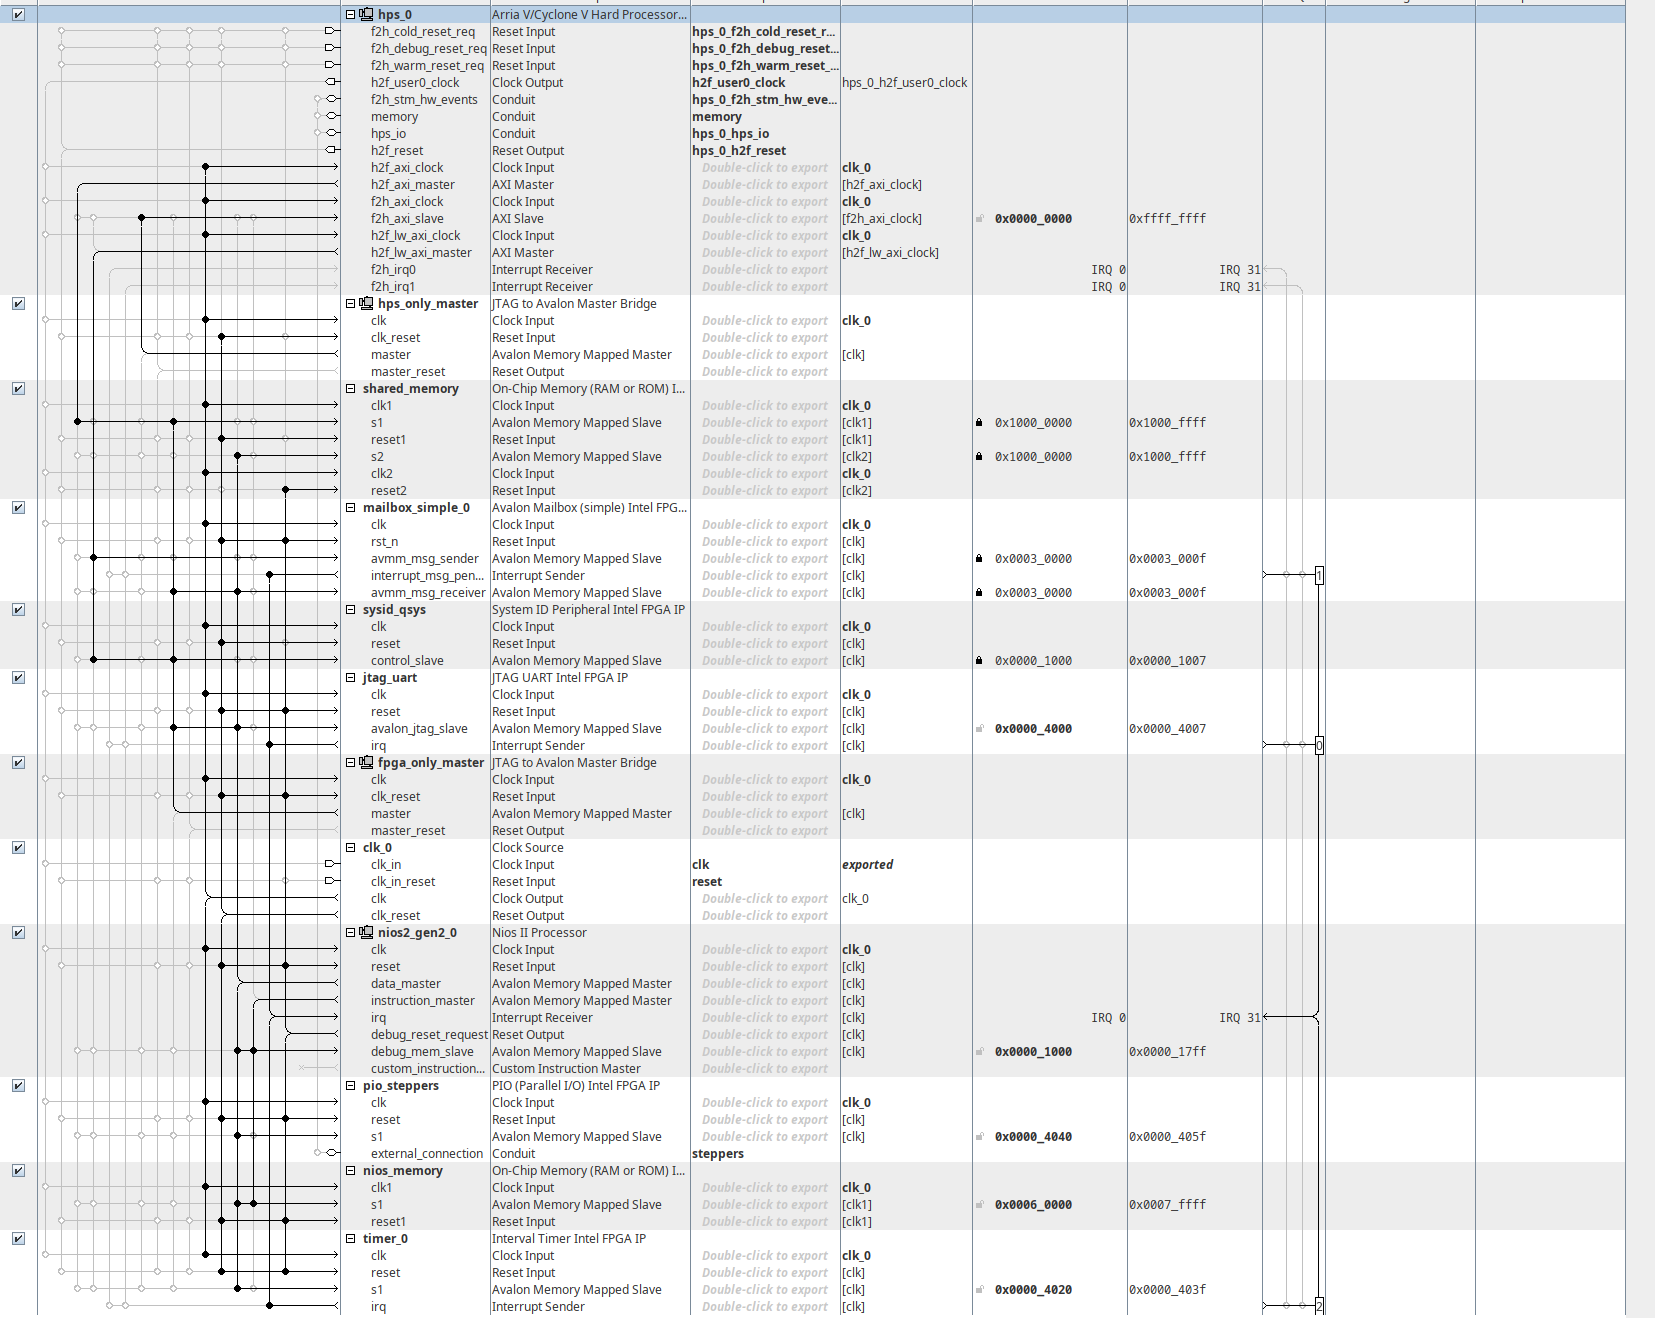 hps_0 Arria V/Cyclone V Hard Processor...
f2h_cold_reset_req Reset Input hps_0_f2h_cold_reset_r...
f2h_debug_reset_req Reset Input hps_0_f2h_debug_reset...
f2h_warm_reset_req Reset Input hps_0_f2h_warm_reset_...
h2f_user0_clock Clock Output h2f_user0_clock hps_0_h2f_user0_clock
f2h_stm_hw_events Conduit hps_0_f2h_stm_hw_eve...
memory Conduit memory
hps_io Conduit hps_0_hps_io
h2f_reset Reset Output hps_0_h2f_reset
h2f_axi_clock Clock Input Double-click to export clk_0
h2f_axi_master AXI Master Double-click to export [h2f_axi_clock]
f2h_axi_clock Clock Input Double-click to export clk_0
f2h_axi_slave AXI Slave Double-click to export [f2h_axi_clock] 0x0000_0000 0xffff_ffff
h2f_lw_axi_clock Clock Input Double-click to export clk_0
h2f_lw_axi_master AXI Master Double-click to export [h2f_lw_axi_clock]
f2h_irq0 Interrupt Receiver Double-click to export IRQ 0 IRQ 31
f2h_irq1 Interrupt Receiver Double-click to export IRQ 0 IRQ 31
hps_only_master JTAG to Avalon Master Bridge
clk Clock Input Double-click to export clk_0
clk_reset Reset Input Double-click to export
master Avalon Memory Mapped Master Double-click to export [clk]
master_reset Reset Output Double-click to export
shared_memory On-Chip Memory (RAM or ROM) I...
clk1 Clock Input Double-click to export clk_0
s1 Avalon Memory Mapped Slave Double-click to export [clk1] 0x1000_0000 0x1000_ffff
reset1 Reset Input Double-click to export [clk1]
s2 Avalon Memory Mapped Slave Double-click to export [clk2] 0x1000_0000 0x1000_ffff
clk2 Clock Input Double-click to export clk_0
reset2 Reset Input Double-click to export [clk2]
mailbox_simple_0 Avalon Mailbox (simple) Intel FPG...
clk Clock Input Double-click to export clk_0
rst_n Reset Input Double-click to export [clk]
avmm_msg_sender Avalon Memory Mapped Slave Double-click to export [clk] 0x0003_0000 0x0003_000f
interrupt_msg_pen... Interrupt Sender Double-click to export [clk] 1
avmm_msg_receiver Avalon Memory Mapped Slave Double-click to export [clk] 0x0003_0000 0x0003_000f
sysid_qsys System ID Peripheral Intel FPGA IP
clk Clock Input Double-click to export clk_0
reset Reset Input Double-click to export [clk]
control_slave Avalon Memory Mapped Slave Double-click to export [clk] 0x0000_1000 0x0000_1007
jtag_uart JTAG UART Intel FPGA IP
clk Clock Input Double-click to export clk_0
reset Reset Input Double-click to export [clk]
avalon_jtag_slave Avalon Memory Mapped Slave Double-click to export [clk] 0x0000_4000 0x0000_4007
irq Interrupt Sender Double-click to export [clk] 0
fpga_only_master JTAG to Avalon Master Bridge
clk Clock Input Double-click to export clk_0
clk_reset Reset Input Double-click to export
master Avalon Memory Mapped Master Double-click to export [clk]
master_reset Reset Output Double-click to export
clk_0 Clock Source
clk_in Clock Input clk exported
clk_in_reset Reset Input reset
clk Clock Output Double-click to export clk_0
clk_reset Reset Output Double-click to export
nios2_gen2_0 Nios II Processor
clk Clock Input Double-click to export clk_0
reset Reset Input Double-click to export [clk]
data_master Avalon Memory Mapped Master Double-click to export [clk]
instruction_master Avalon Memory Mapped Master Double-click to export [clk]
irq Interrupt Receiver Double-click to export [clk] IRQ 0 IRQ 31
debug_reset_request Reset Output Double-click to export [clk]
debug_mem_slave Avalon Memory Mapped Slave Double-click to export [clk] 0x0000_1000 0x0000_17ff
custom_instruction... Custom Instruction Master Double-click to export
pio_steppers PIO (Parallel I/O) Intel FPGA IP
clk Clock Input Double-click to export clk_0
reset Reset Input Double-click to export [clk]
s1 Avalon Memory Mapped Slave Double-click to export [clk] 0x0000_4040 0x0000_405f
external_connection Conduit steppers
nios_memory On-Chip Memory (RAM or ROM) I...
clk1 Clock Input Double-click to export clk_0
s1 Avalon Memory Mapped Slave Double-click to export [clk1] 0x0006_0000 0x0007_ffff
reset1 Reset Input Double-click to export [clk1]
timer_0 Interval Timer Intel FPGA IP
clk Clock Input Double-click to export clk_0
reset Reset Input Double-click to export [clk]
s1 Avalon Memory Mapped Slave Double-click to export [clk] 0x0000_4020 0x0000_403f
irq Interrupt Sender Double-click to export [clk] 2